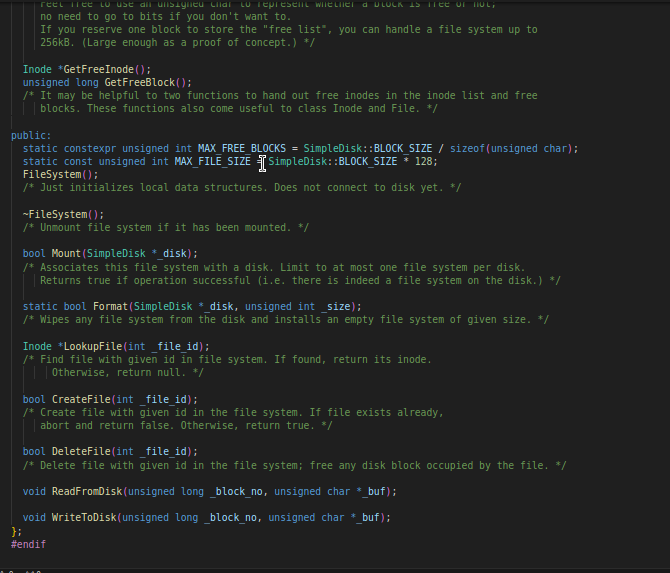 Feel free to use an unsigned char to represent whether a block is free or not;
no need to go to bits if you don't want to.
If you reserve one block to store the "free list", you can handle a file system up to
256kB. (Large enough as a proof of concept.) */
Inode *GetFreeInode();
unsigned long GetFreeBlock();
/* It may be helpful to two functions to hand out free inodes in the inode list and free
blocks. These functions also come useful to class Inode and File. */
public:
static constexpr unsigned int MAX_FREE_BLOCKS = SimpleDisk::BLOCK_SIZE / sizeof(unsigned char);
static const unsigned int MAX_FILE_SIZE = SimpleDisk::BLOCK_SIZE * 128;
FileSystem();
/* Just initializes local data structures. Does not connect to disk yet. */
~FileSystem();
/* Unmount file system if it has been mounted. */
bool Mount(SimpleDisk *_disk);
/* Associates this file system with a disk. Limit to at most one file system per disk.
Returns true if operation successful (i.e. there is indeed a file system on the disk.) */
static bool Format(SimpleDisk *_disk, unsigned int _size);
/* Wipes any file system from the disk and installs an empty file system of given size. */
Inode *LookupFile(int _file_id);
/* Find file with given id in file system. If found, return its inode.
Otherwise, return null. */
bool CreateFile(int _file_id);
/* Create file with given id in the file system. If file exists already,
abort and return false. Otherwise, return true. */
bool DeleteFile(int _file_id);
/* Delete file with given id in the file system; free any disk block occupied by the file. */
void ReadFromDisk(unsigned long _block_no, unsigned char *_buf);
void WriteToDisk(unsigned long _block_no, unsigned char *_buf);
};
#endif